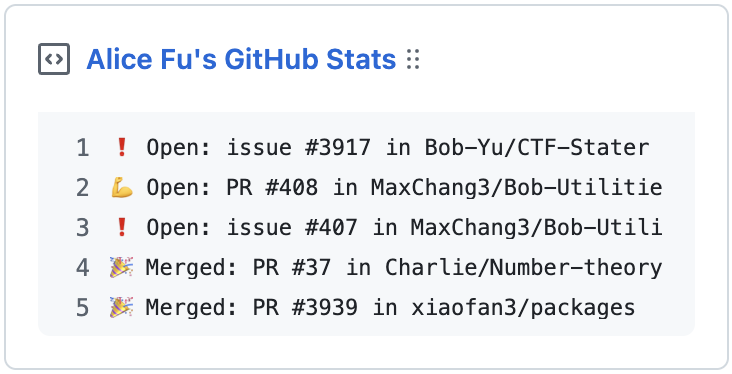 Alice Fu's GitHub Stats
1 ❗ Open: issue #3917 in Bob-Yu/CTF-Stater
2 💪 Open: PR #408 in MaxChang3/Bob-Utilitie
3 ❗ Open: issue #407 in MaxChang3/Bob-Utili
4 🎉 Merged: PR #37 in Charlie/Number-theory
5 🎉 Merged: PR #3939 in xiaofan3/packages